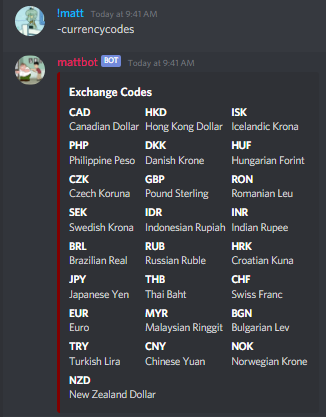 !matt Today at 9:41 AM
-currencycodes
mattbot BOT Today at 9:41 AM
Exchange Codes
CAD HKD ISK
Canadian Dollar Hong Kong Dollar Icelandic Krona
PHP DKK HUF
Philippine Peso Danish Krone Hungarian Forint
CZK GBP RON
Czech Koruna Pound Sterling Romanian Leu
SEK IDR INR
Swedish Krona Indonesian Rupiah Indian Rupee
BRL RUB HRK
Brazilian Real Russian Ruble Croatian Kuna
JPY THB CHF
Japanese Yen Thai Baht Swiss Franc
EUR MYR BGN
Euro Malaysian Ringgit Bulgarian Lev
TRY CNY NOK
Turkish Lira Chinese Yuan Norwegian Krone
NZD
New Zealand Dollar